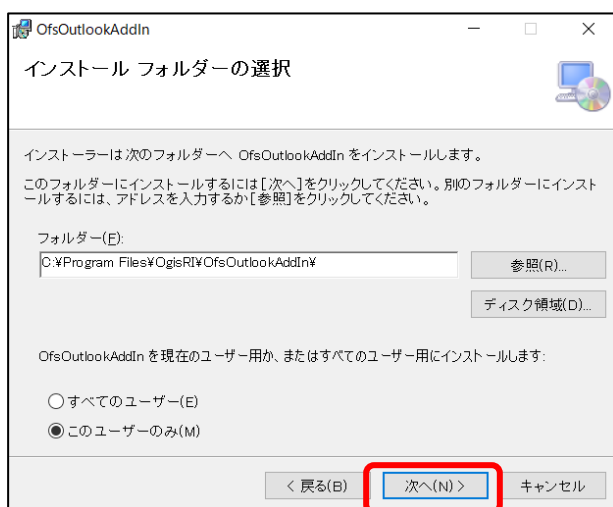 OfsOutlookAddIn
インストール フォルダーの選択
インストーラーは次のフォルダーへ OfsOutlookAddIn をインストールします。
このフォルダーにインストールするには[次へ]をクリックしてください。別のフォルダーにインスト
ールするには、アドレスを入力するか[参照]をクリックしてください。
フォルダー(F):
C:¥Program Files¥OgisRI¥OfsOutlookAddIn¥
参照(R)...
ディスク領域(D)...
OfsOutlookAddIn を現在のユーザー用か、またはすべてのユーザー用にインストールします:
すべてのユーザー(E)
このユーザーのみ(M)
< 戻る(B)
次へ(N) >
キャンセル